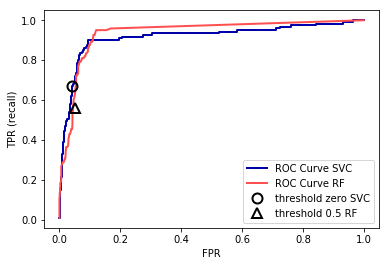 1.0
0.8
0.6
0.4
0.2
0.0
TPR (recall)
0.0 0.2 0.4 0.6 0.8 1.0
FPR
ROC Curve SVC
ROC Curve RF
threshold zero SVC
threshold 0.5 RF